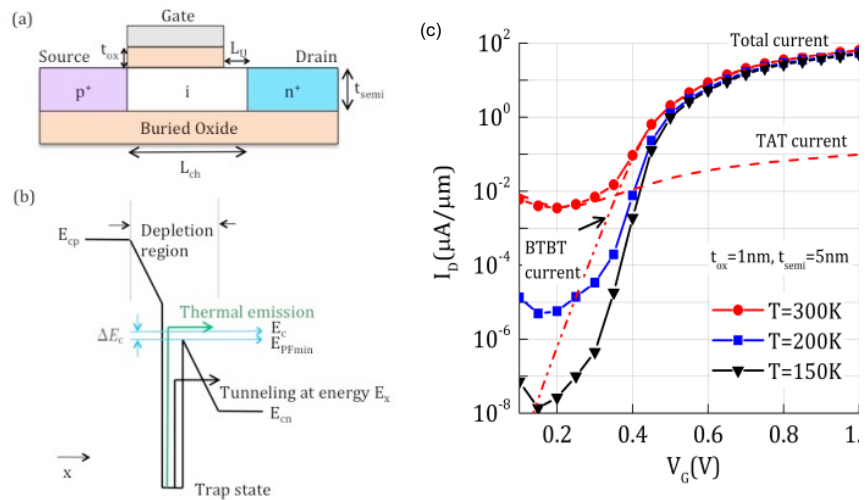 (a)
Gate
t_ox
L_U
Source
Drain
p⁺
i
n⁺
t_semi
Buried Oxide
L_ch
(b)
E_cp
Depletion
region
Thermal emission
ΔE_c
E_c
E_PFmin
Tunneling at energy E_x
E_cn
x
Trap state
(c)
10²
10⁰
10⁻²
10⁻⁴
10⁻⁶
10⁻⁸
I_D(μA/μm)
Total current
TAT current
BTBT
current
t_ox=1nm, t_semi=5nm
T=300K
T=200K
T=150K
0.2 0.4 0.6 0.8 1.
V_G(V)